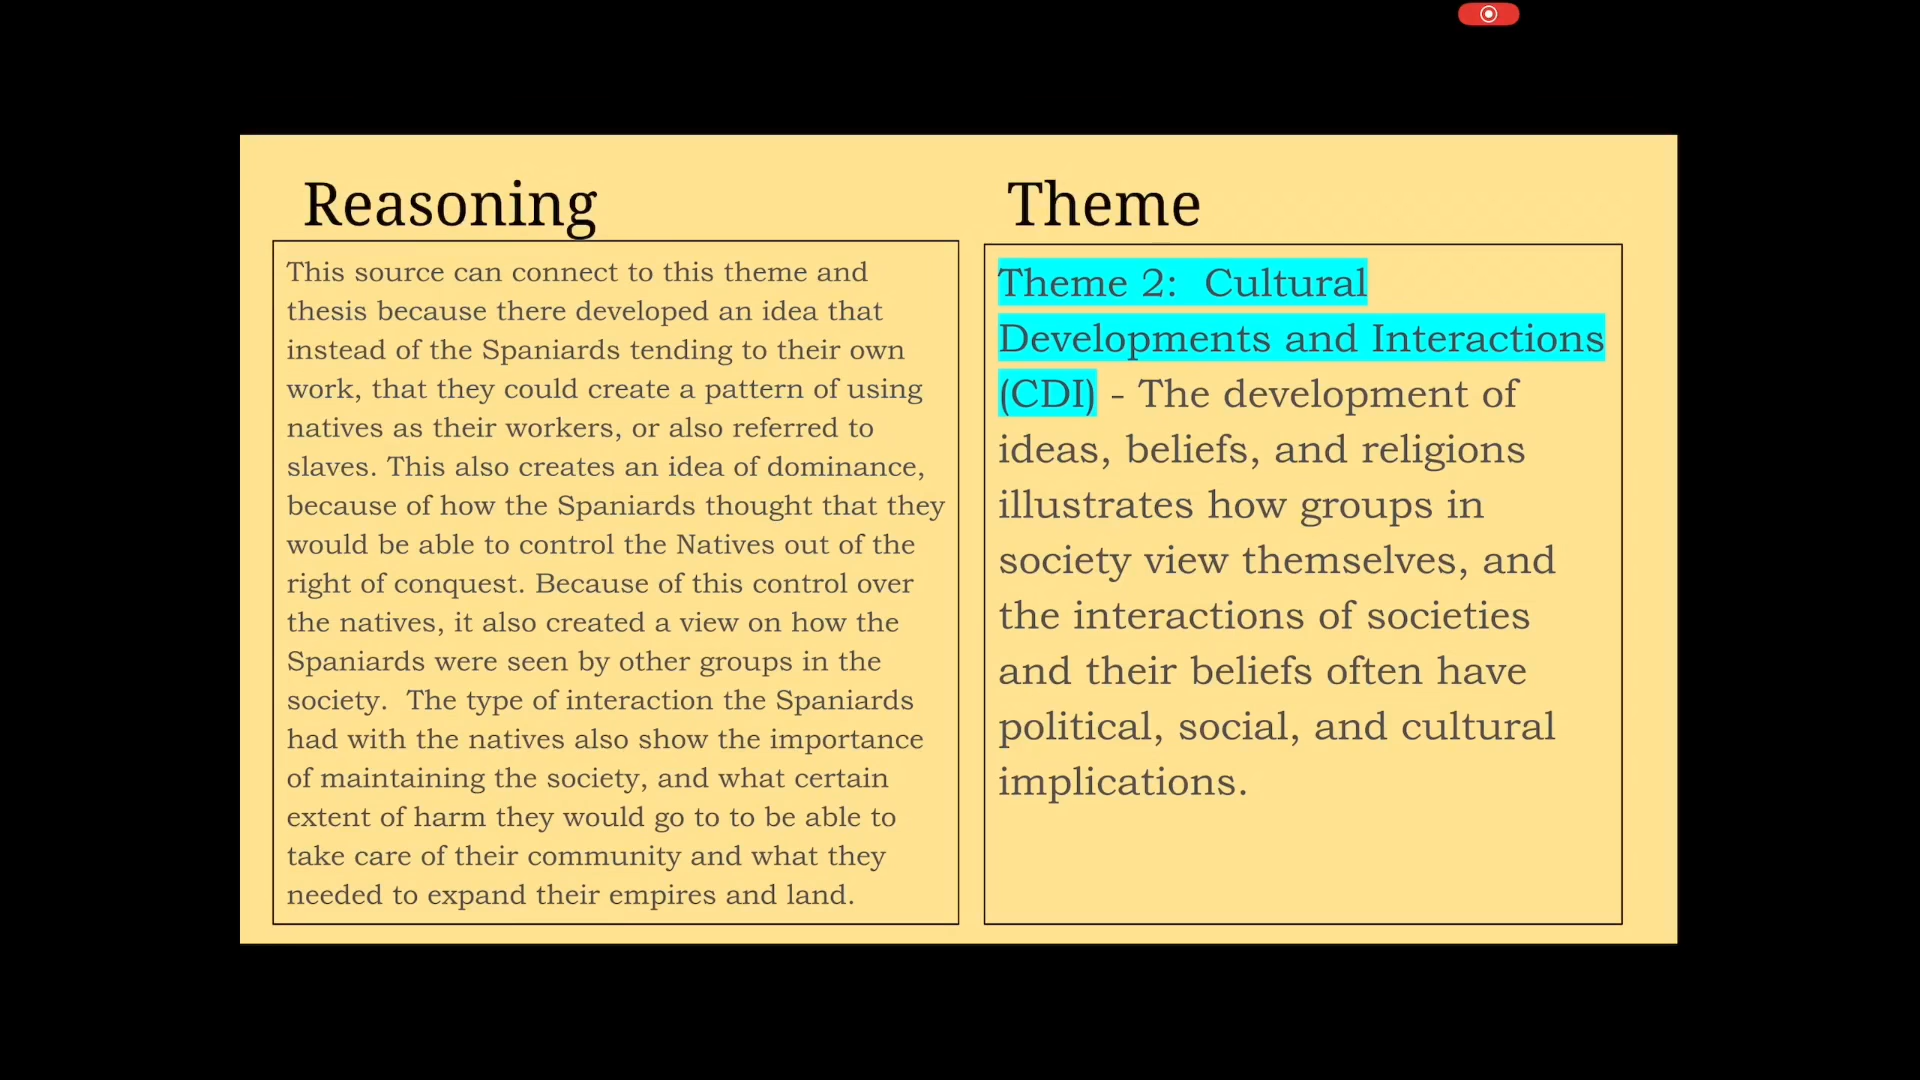 Reasoning
This source can connect to this theme and
thesis because there developed an idea that
instead of the Spaniards tending to their own
work, that they could create a pattern of using
natives as their workers, or also referred to
slaves. This also creates an idea of dominance,
because of how the Spaniards thought that they
would be able to control the Natives out of the
right of conquest. Because of this control over
the natives, it also created a view on how the
Spaniards were seen by other groups in the
society.  The type of interaction the Spaniards
had with the natives also show the importance
of maintaining the society, and what certain
extent of harm they would go to to be able to
take care of their community and what they
needed to expand their empires and land.
Theme
Theme 2:  Cultural
Developments and Interactions
(CDI) - The development of
ideas, beliefs, and religions
illustrates how groups in
society view themselves, and
the interactions of societies
and their beliefs often have
political, social, and cultural
implications.